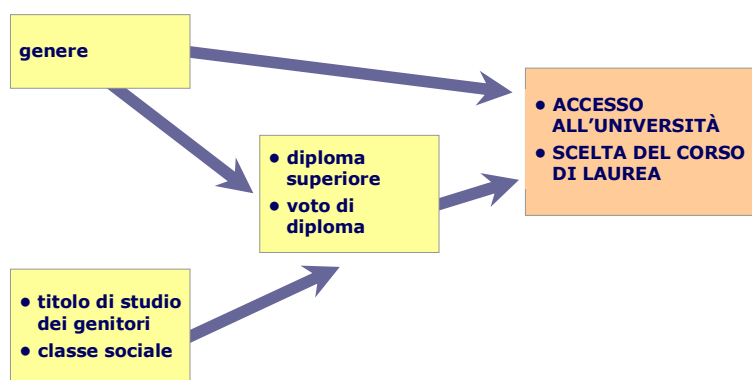 genere
• ACCESSO
ALL'UNIVERSITÀ
• SCELTA DEL CORSO
DI LAUREA
• diploma
superiore
• voto di
diploma
• titolo di studio
dei genitori
• classe sociale